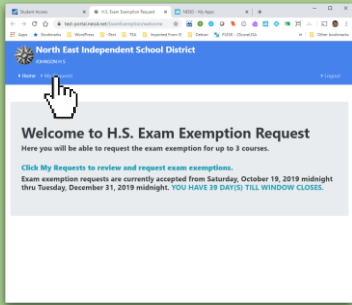 Student Access
H.S. Exam Exemption Request
NEISD - My Apps
test-portal.neisd.net/ExamExemption/welcome
Apps
Bookmarks
WordPress
Other bookmarks
North East Independent School District
JOHNSON H S
Home
My Requests
Logout
Welcome to H.S. Exam Exemption Request
Here you will be able to request the exam exemption for up to 3 courses.
Click My Requests to review and request exam exemptions.
Exam exemption requests are currently accepted from Saturday, October 19, 2019 midnight
thru Tuesday, December 31, 2019 midnight. YOU HAVE 39 DAY(S) TILL WINDOW CLOSES.